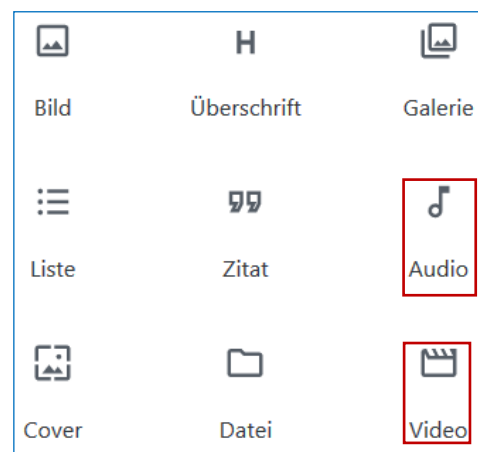 H
Bild Überschrift Galerie
Liste Zitat Audio
Cover Datei Video